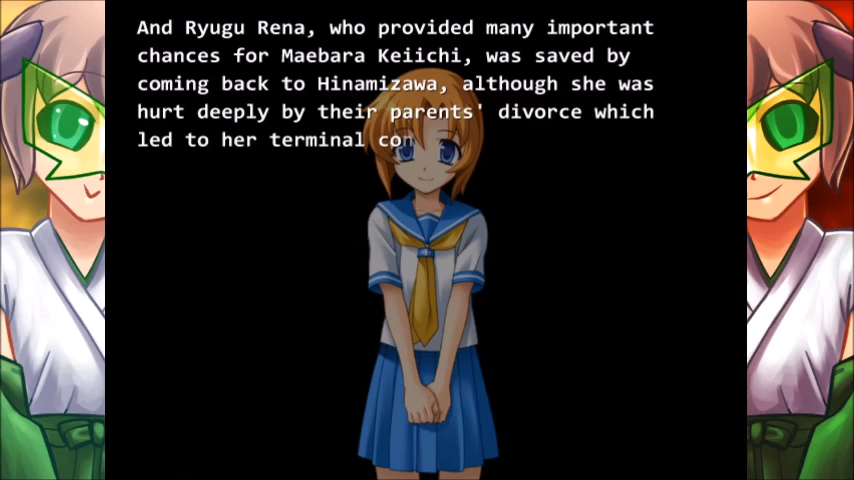 And Ryugu Rena, who provided many important
chances for Maebara Keiichi, was saved by
coming back to Hinamizawa, although she was
hurt deeply by their parents' divorce which
led to her terminal con